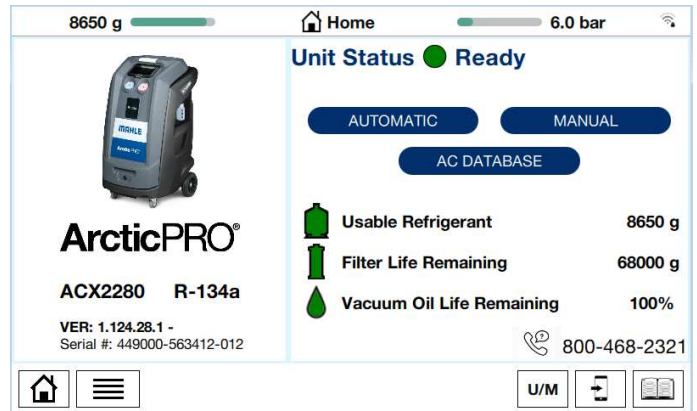 8650 g
Home
6.0 bar
Unit Status Ready
AUTOMATIC
MANUAL
AC DATABASE
MAHLE
ArcticPRO®
ACX2280 R-134a
VER: 1.124.28.1 -
Serial #: 449000-563412-012
Usable Refrigerant 8650 g
Filter Life Remaining 68000 g
Vacuum Oil Life Remaining 100%
800-468-2321
U/M